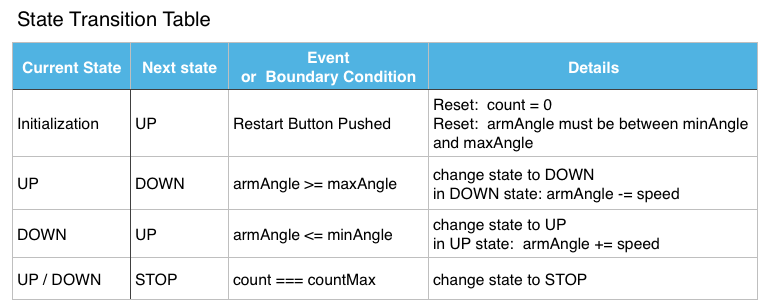 State Transition Table
Current State
Next state
Event
or Boundary Condition
Details
Initialization
UP
Restart Button Pushed
Reset: count = 0
Reset: armAngle must be between minAngle
and maxAngle
UP
DOWN
armAngle >= maxAngle
change state to DOWN
in DOWN state: armAngle -= speed
DOWN
UP
armAngle <= minAngle
change state to UP
in UP state: armAngle += speed
UP / DOWN
STOP
count === countMax
change state to STOP